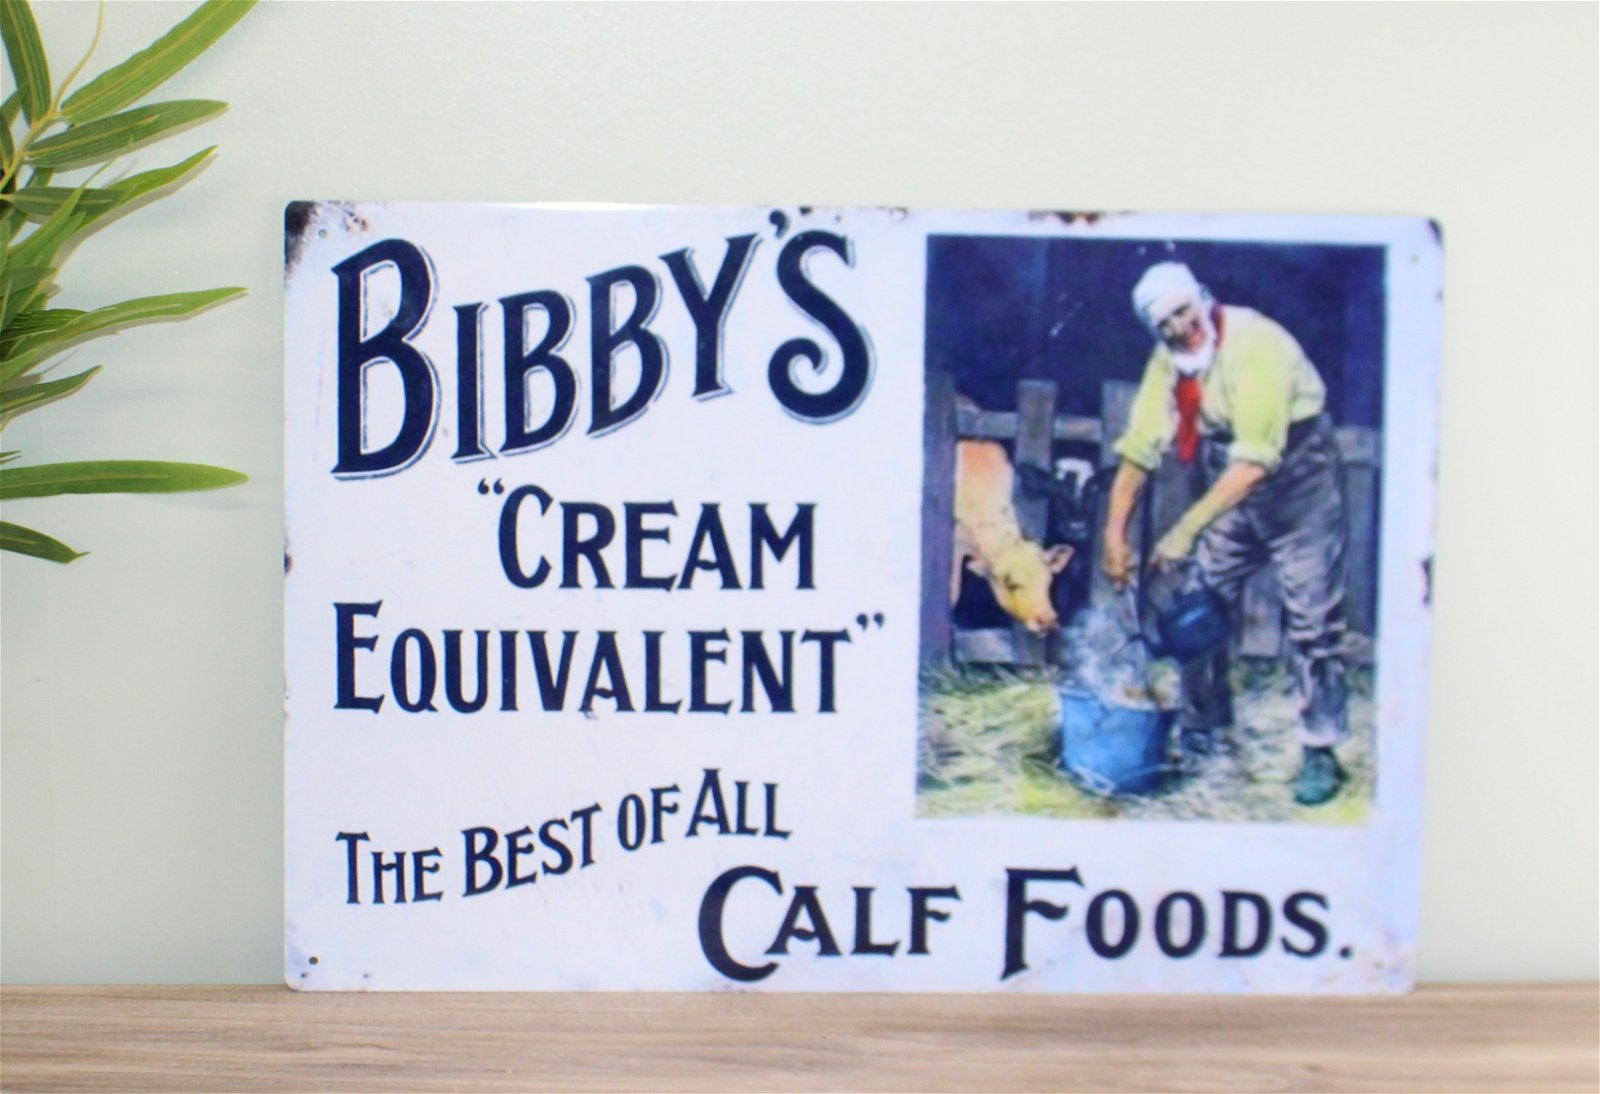 BIBBY'S
"CREAM
EQUIVALENT"
THE BEST OF ALL
CALF FOODS.